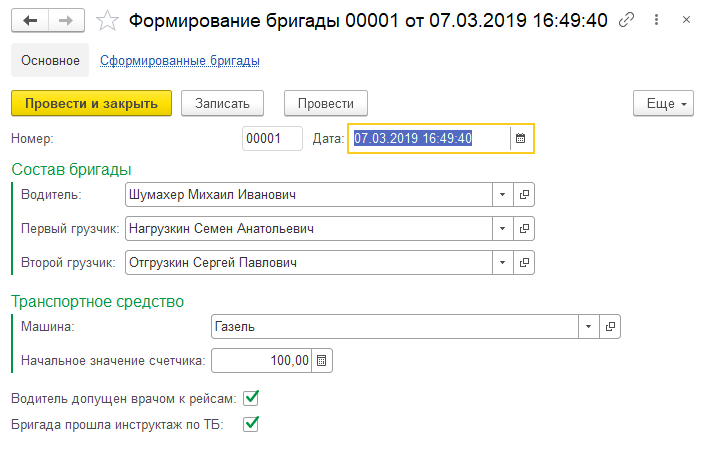 Формирование бригады 00001 от 07.03.2019 16:49:40
Основное Сформированные бригады
Провести и закрыть Записать Провести Еще
Номер: 00001 Дата: 07.03.2019 16:49:40
Состав бригады
Водитель: Шумахер Михаил Иванович
Первый грузчик: Нагрузкин Семен Анатольевич
Второй грузчик: Отгрузкин Сергей Павлович
Транспортное средство
Машина: Газель
Начальное значение счетчика: 100,00
Водитель допущен врачом к рейсам:
Бригада прошла инструктаж по ТБ: